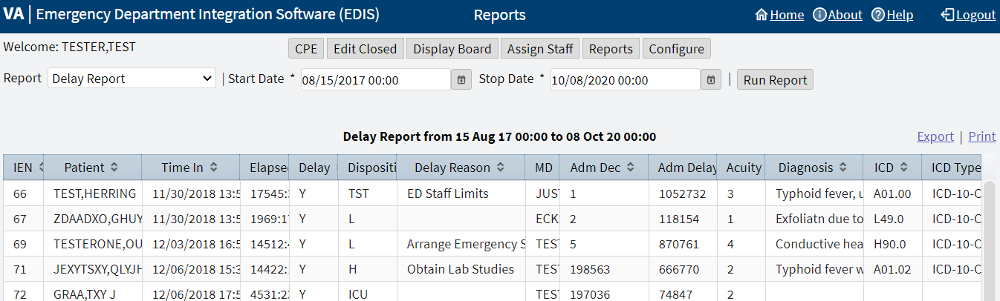 VA | Emergency Department Integration Software (EDIS) Reports Home About Help Logout
Welcome: TESTER,TEST CPE Edit Closed Display Board Assign Staff Reports Configure
Report Delay Report | Start Date * 08/15/2017 00:00 Stop Date * 10/08/2020 00:00 | Run Report
Delay Report from 15 Aug 17 00:00 to 08 Oct 20 00:00 Export | Print
IEN Patient Time In Elapse Delay Dispositi Delay Reason MD Adm Dec Adm Delay Acuity Diagnosis ICD ICD Type
66 TEST,HERRING 11/30/2018 13:5 17545: Y TST ED Staff Limits JUS 1 1052732 3 Typhoid fever, u A01.00 ICD-10-C
67 ZDAADXO,GHUY 11/30/2018 13:5 1969:1 Y L ECK 2 118154 1 Exfoliatn due to L49.0 ICD-10-C
69 TESTERONE,OU 12/03/2018 16:5 14512:4 Y L Arrange Emergency S TES 5 870761 4 Conductive hea H90.0 ICD-10-C
71 JEXYTSXY,QLYJH 12/06/2018 15:3 14422: Y H Obtain Lab Studies TES 198563 666770 2 Typhoid fever w A01.02 ICD-10-C
72 GRAA,TXY J 12/06/2018 17:5 4531:2 Y ICU TES 197036 74847 2